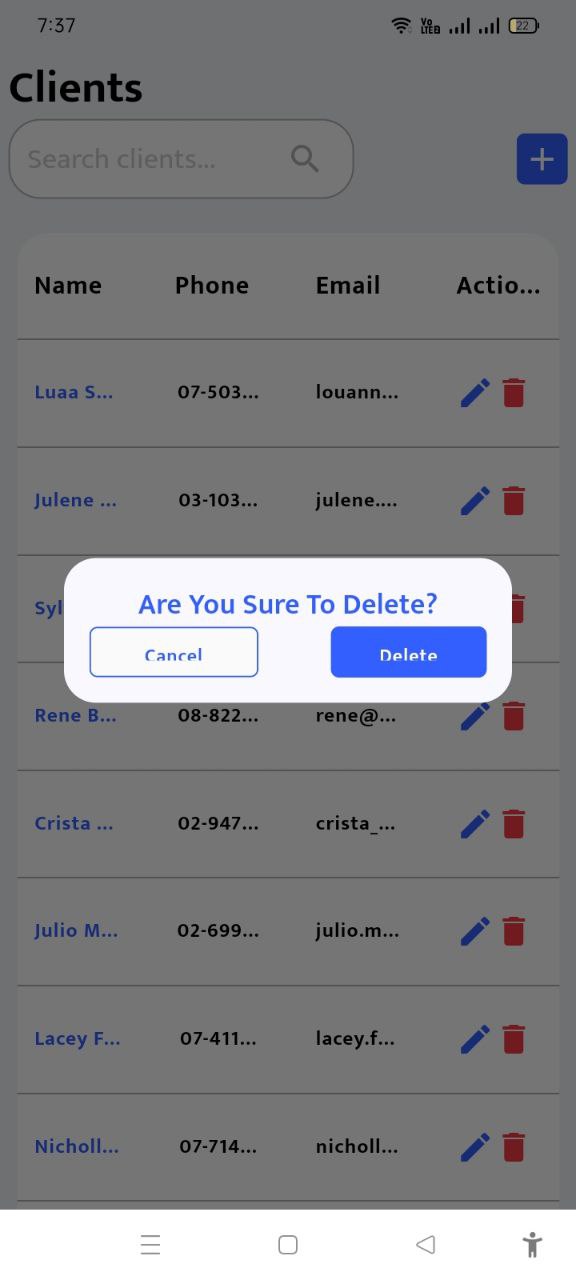 7:37 Vo LTE2 22
Clients
Search clients...
Name Phone Email Actio...
Luaa S... 07-503... louann...
Julene ... 03-103... julene....
Syl
Are You Sure To Delete?
Cancel Delete
Rene B... 08-822... rene@...
Crista ... 02-947... crista_...
Julio M... 02-699... julio.m...
Lacey F... 07-411... lacey.f...
Nicholl... 07-714... nicholl...